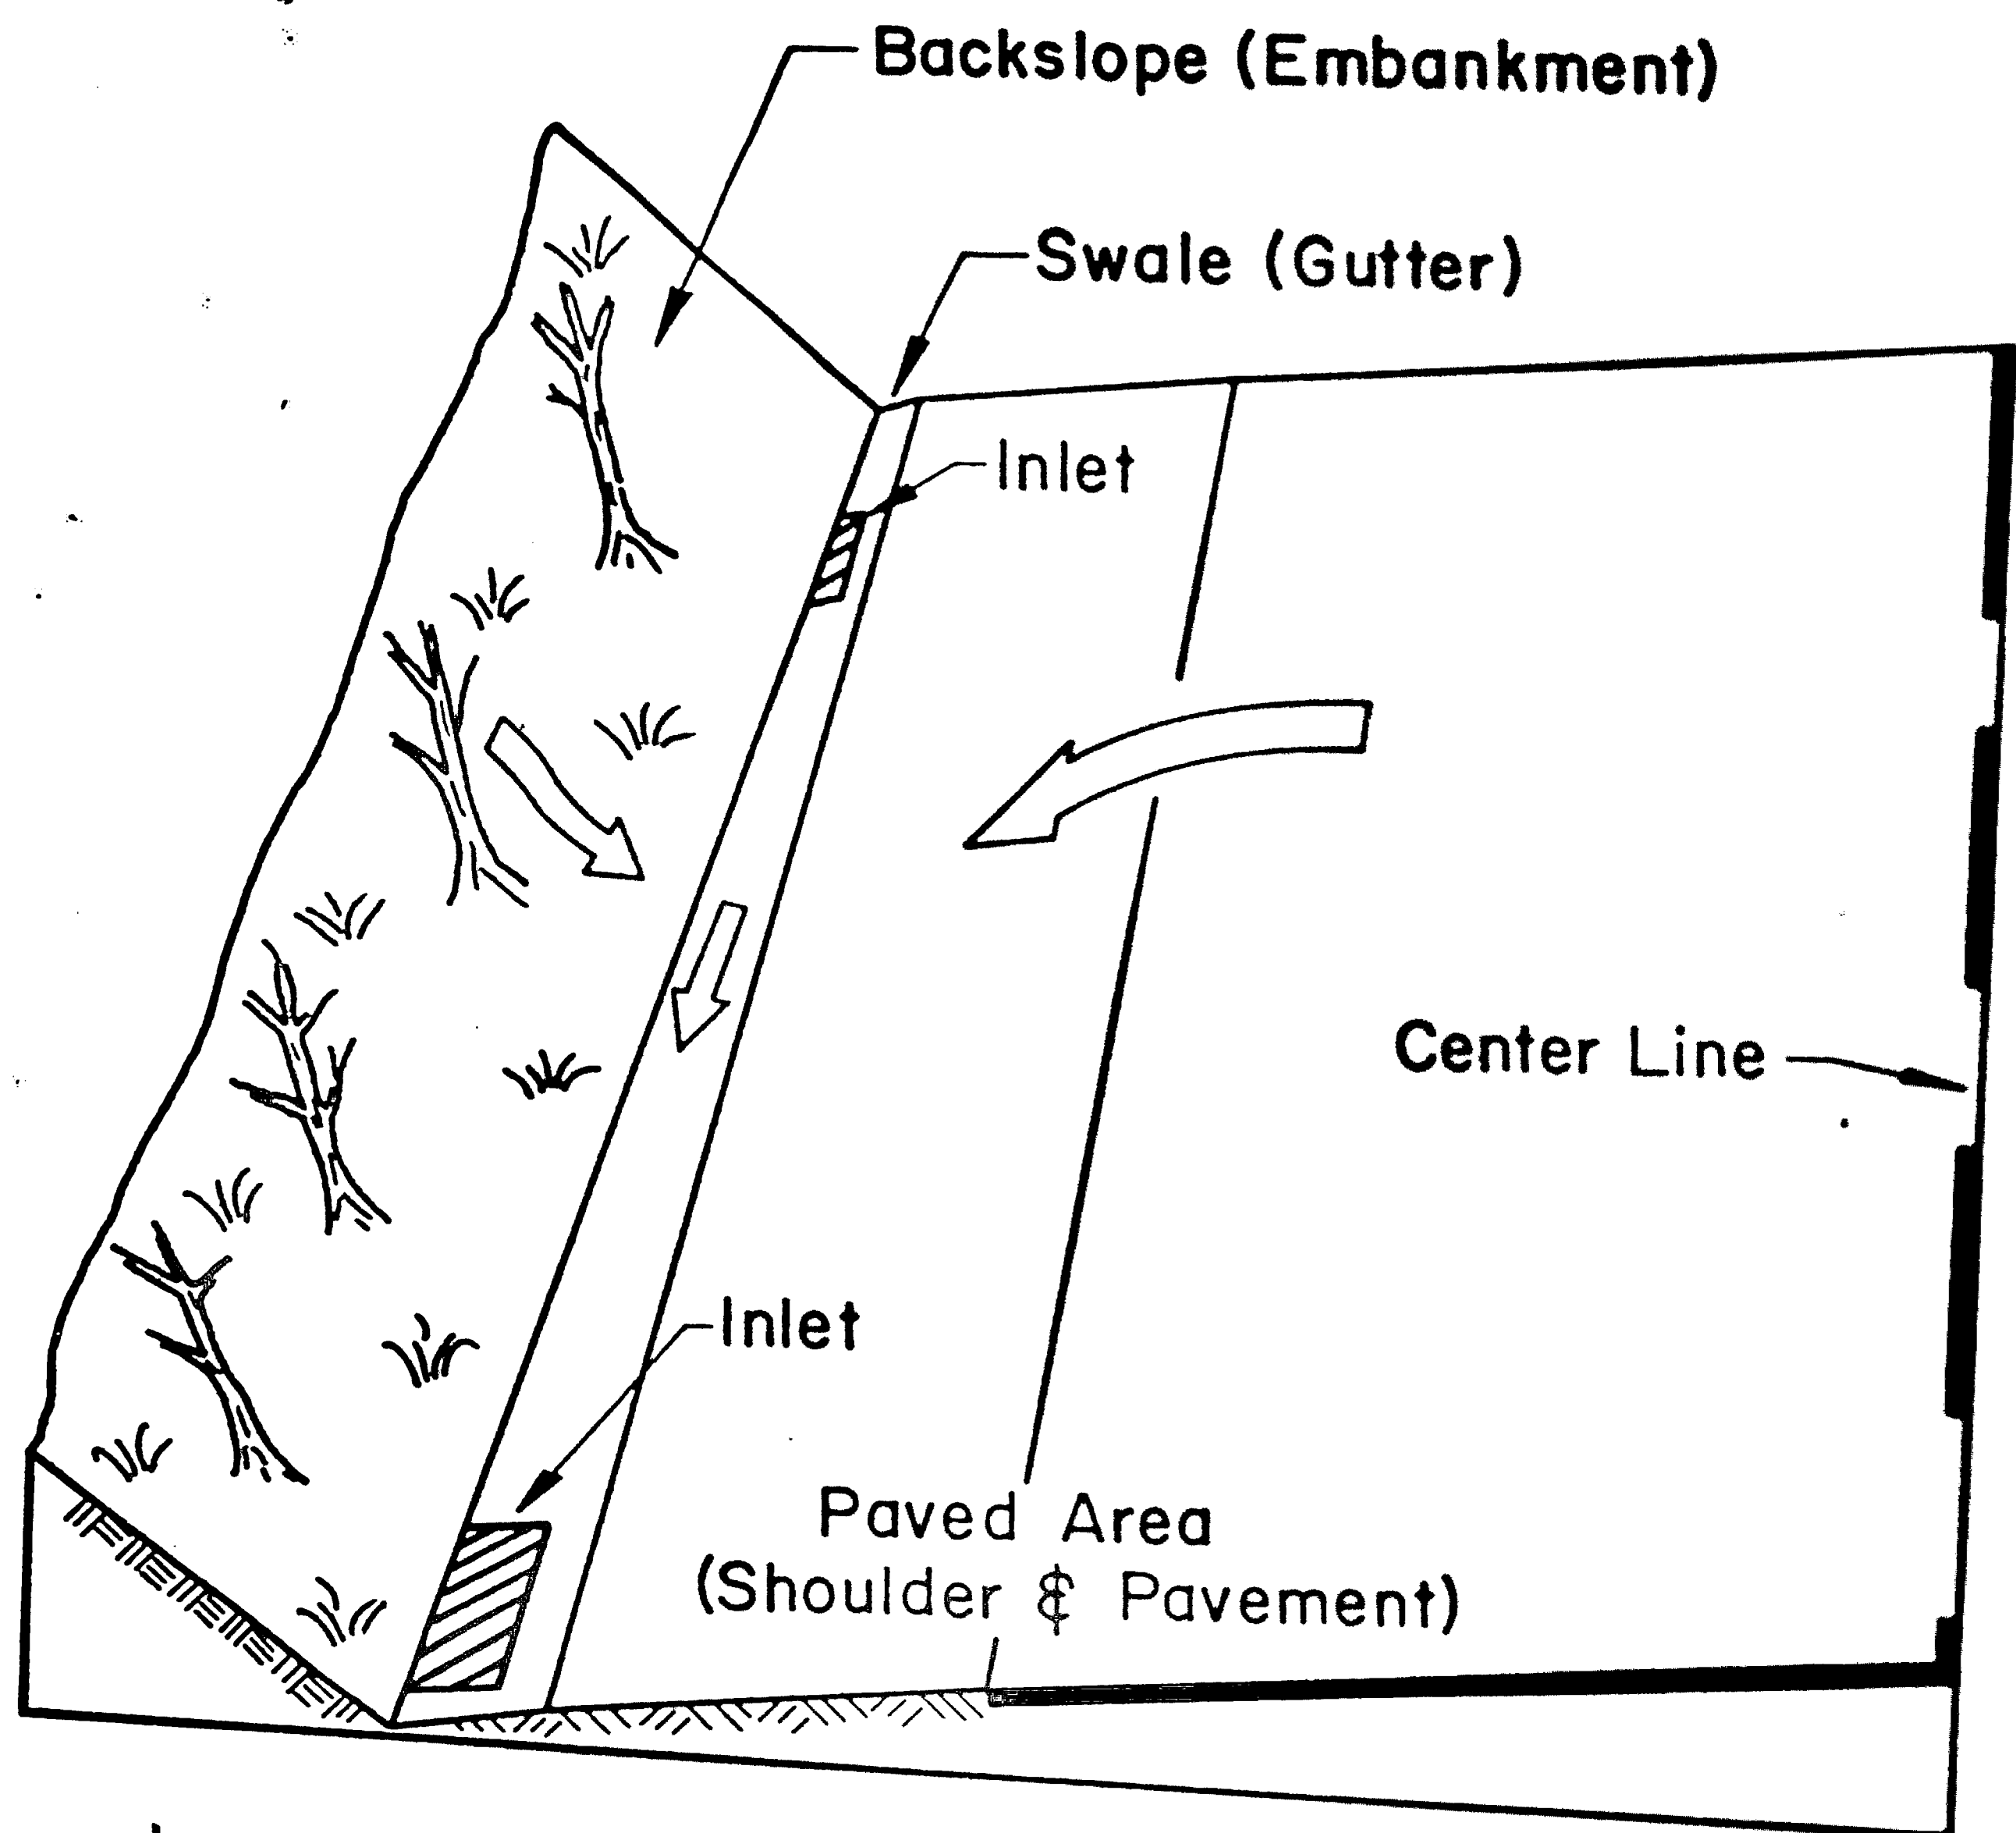 Backslope (Embankment)
Swale (Gutter)
Inlet
Center Line
Inlet
Paved Area
(Shoulder & Pavement)